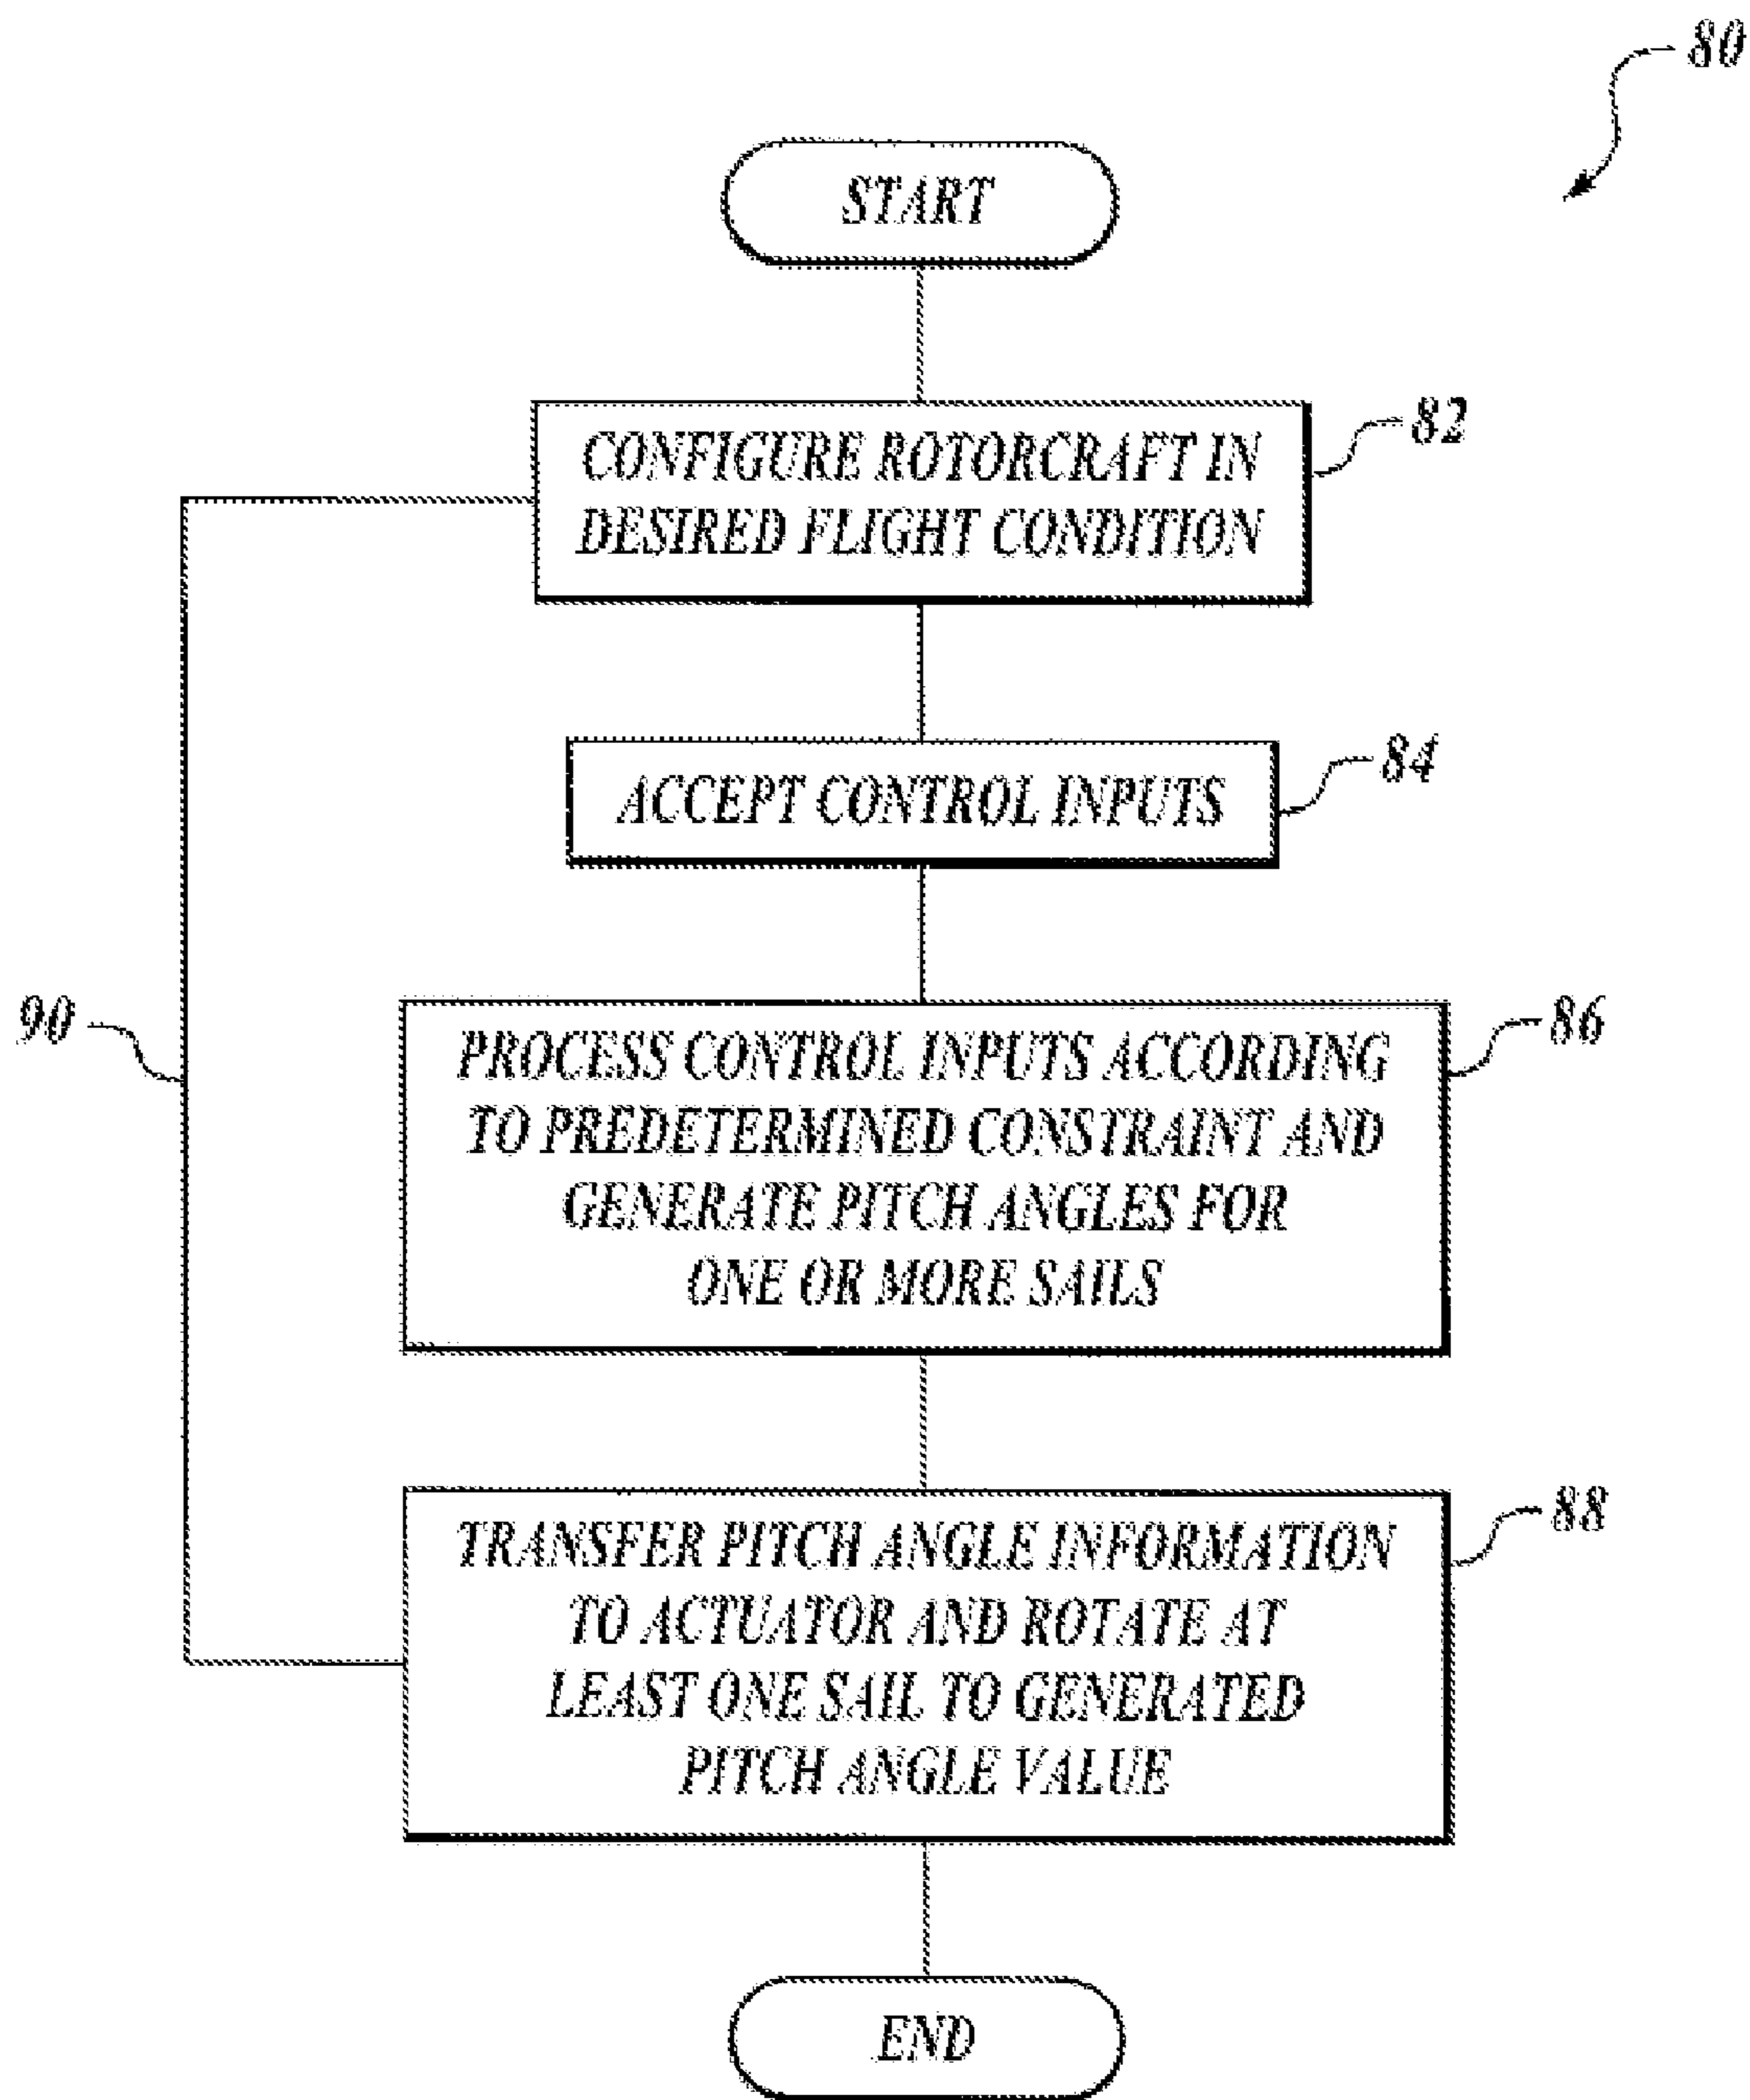 80
START
82
CONFIGURE ROTORCRAFT IN
DESIRED FLIGHT CONDITION
84
ACCEPT CONTROL INPUTS
90
86
PROCESS CONTROL INPUTS ACCORDING
TO PREDETERMINED CONSTRAINT AND
GENERATE PITCH ANGLES FOR
ONE OR MORE SAILS
88
TRANSFER PITCH ANGLE INFORMATION
TO ACTUATOR AND ROTATE AT
LEAST ONE SAIL TO GENERATED
PITCH ANGLE VALUE
END